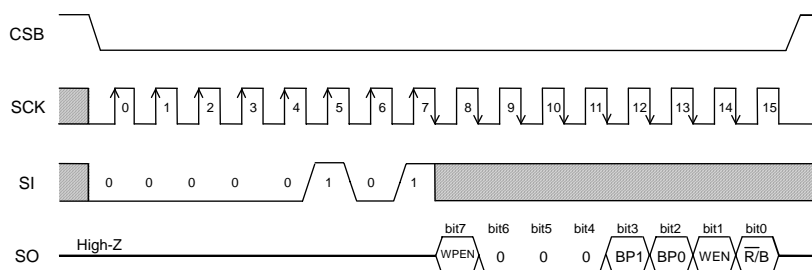 CSB
SCK 0 1 2 3 4 5 6 7 8 9 10 11 12 13 14 15
SI 0 0 0 0 0 1 0 1
bit7 bit6 bit5 bit4 bit3 bit2 bit1 bit0
SO High-Z WPEN 0 0 0 BP1 BP0 WEN R̅/B